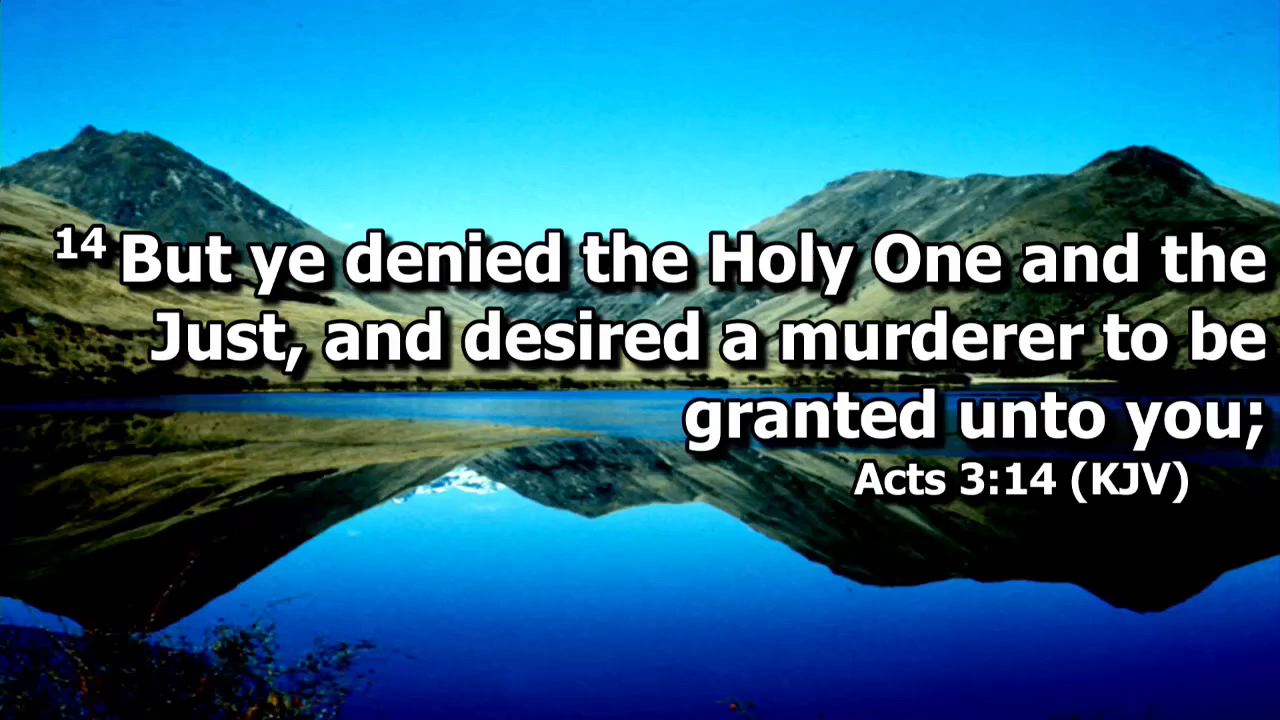 14 But ye denied the Holy One and the
Just, and desired a murderer to be
granted unto you;
Acts 3:14 (KJV)